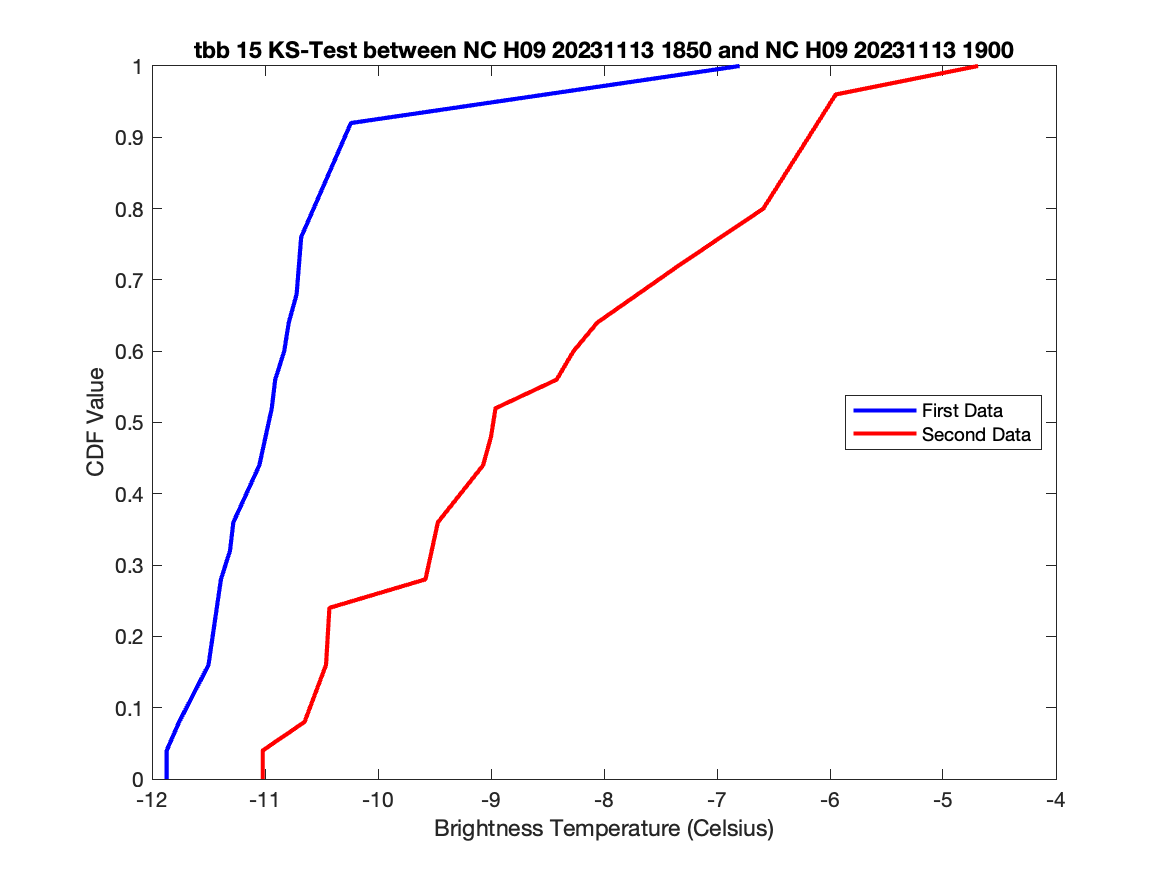 tbb 15 KS-Test between NC H09 20231113 1850 and NC H09 20231113 1900
1
0.9
0.8
0.7
0.6
0.5
0.4
0.3
0.2
0.1
0
CDF Value
First Data
Second Data
-12 -11 -10 -9 -8 -7 -6 -5 -4
Brightness Temperature (Celsius)